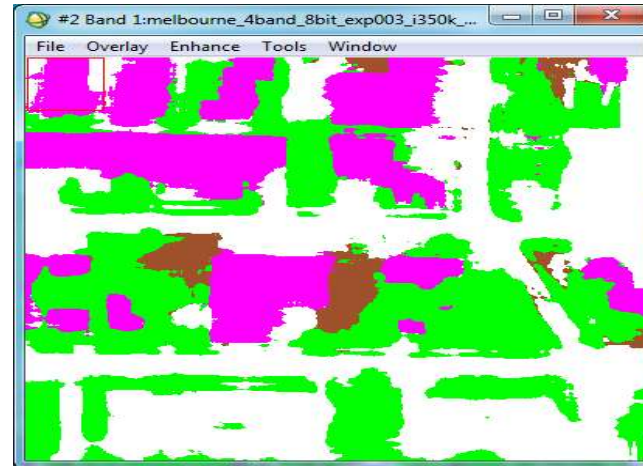 #2 Band 1:melbourne_4band_8bit_exp003_i350k_...
File Overlay Enhance Tools Window